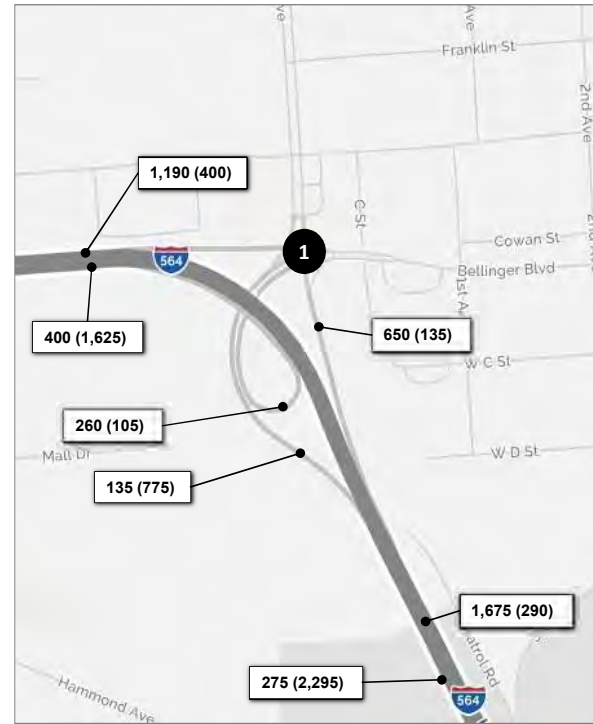 Ave
Ave
Franklin St
2nd Ave
1,190 (400)
C St
564
1
Cowan St
Bellinger Blvd
1st Av
400 (1,625)
650 (135)
W C St
260 (105)
Mall Dr
W D St
135 (775)
1,675 (290)
atrol Rd
275 (2,295)
564
Hammond Ave